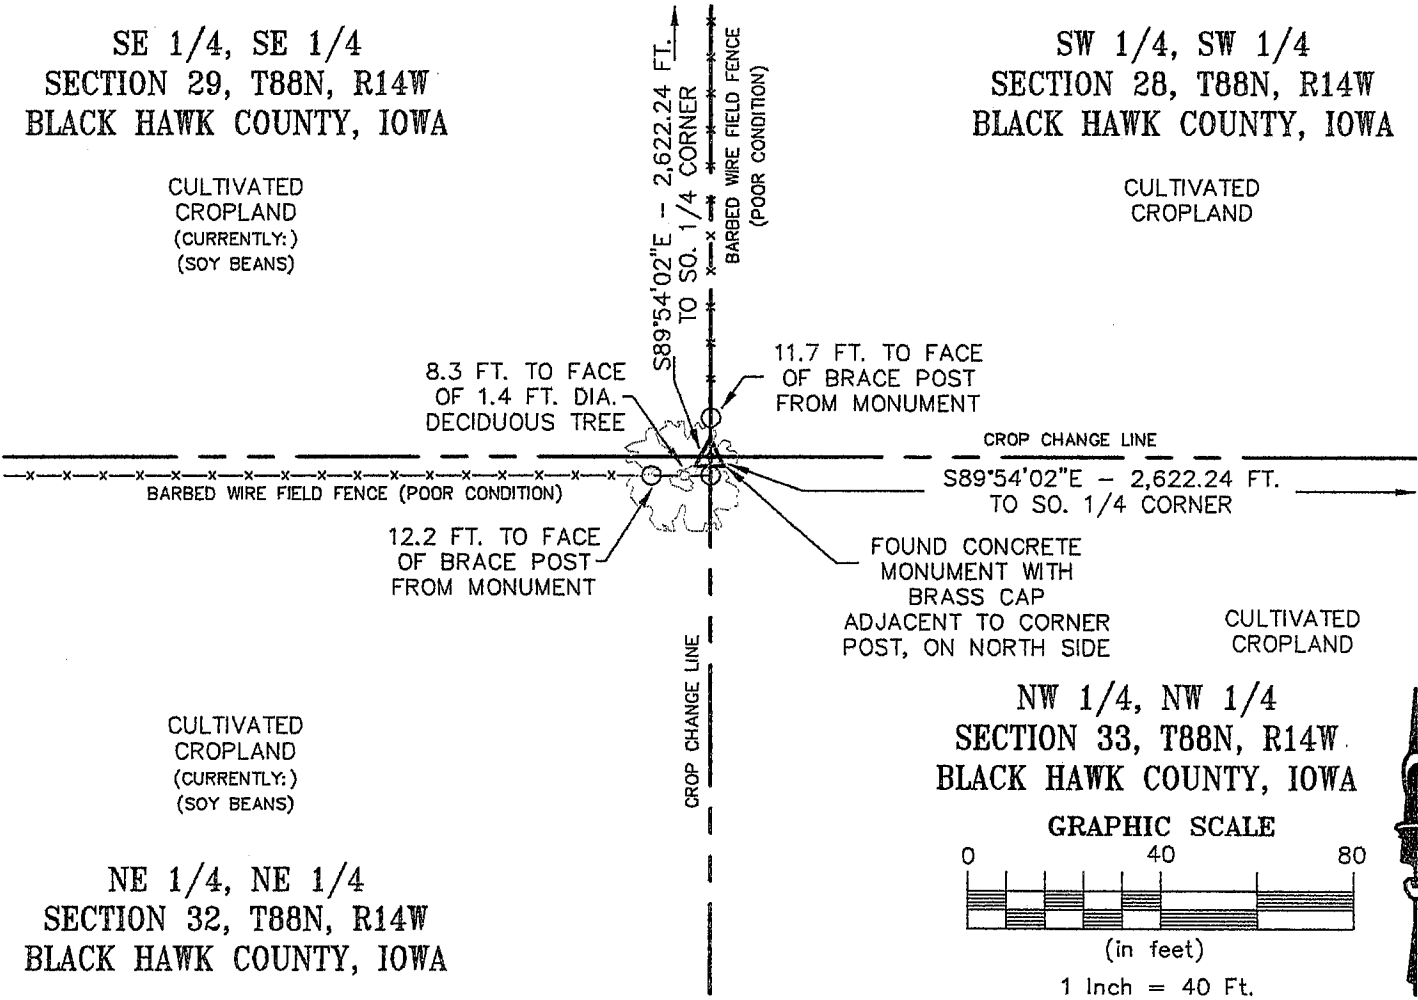 SE 1/4, SE 1/4
SECTION 29, T88N, R14W
BLACK HAWK COUNTY, IOWA
CULTIVATED
CROPLAND
(CURRENTLY:)
(SOY BEANS)
S89°54'02"E - 2,622.24 FT.
TO SO. 1/4 CORNER
BARBED WIRE FIELD FENCE
(POOR CONDITION)
SW 1/4, SW 1/4
SECTION 28, T88N, R14W
BLACK HAWK COUNTY, IOWA
CULTIVATED
CROPLAND
8.3 FT. TO FACE
OF 1.4 FT. DIA.
DECIDUOUS TREE
11.7 FT. TO FACE
OF BRACE POST
FROM MONUMENT
CROP CHANGE LINE
S89°54'02"E - 2,622.24 FT.
TO SO. 1/4 CORNER
BARBED WIRE FIELD FENCE (POOR CONDITION)
12.2 FT. TO FACE
OF BRACE POST
FROM MONUMENT
FOUND CONCRETE
MONUMENT WITH
BRASS CAP
ADJACENT TO CORNER
POST, ON NORTH SIDE
CULTIVATED
CROPLAND
CROP CHANGE LINE
NW 1/4, NW 1/4
SECTION 33, T88N, R14W
BLACK HAWK COUNTY, IOWA
CULTIVATED
CROPLAND
(CURRENTLY:)
(SOY BEANS)
NE 1/4, NE 1/4
SECTION 32, T88N, R14W
BLACK HAWK COUNTY, IOWA
GRAPHIC SCALE
0 40 80
(in feet)
1 Inch = 40 Ft.